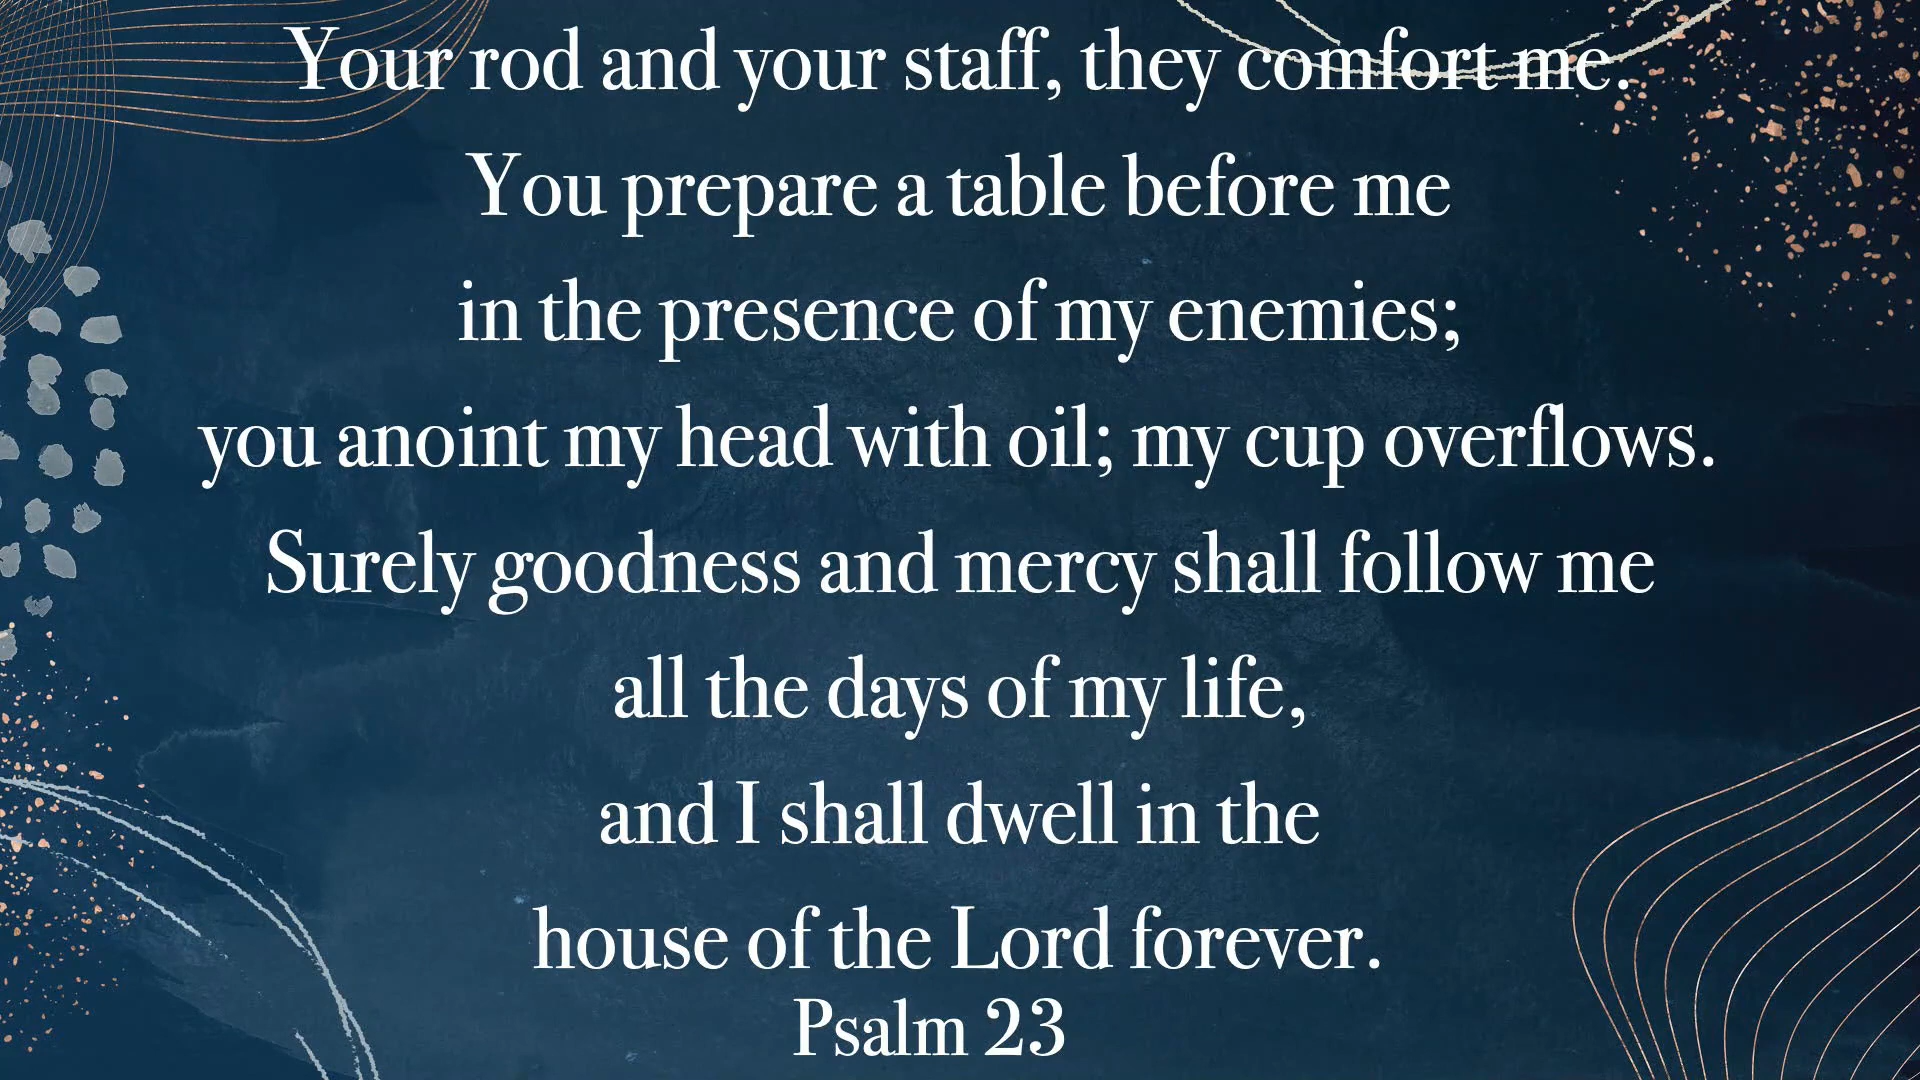 Your rod and your staff, they comfort me.
You prepare a table before me
in the presence of my enemies;
you anoint my head with oil; my cup overflows.
Surely goodness and mercy shall follow me
all the days of my life,
and I shall dwell in the
house of the Lord forever.
Psalm 23